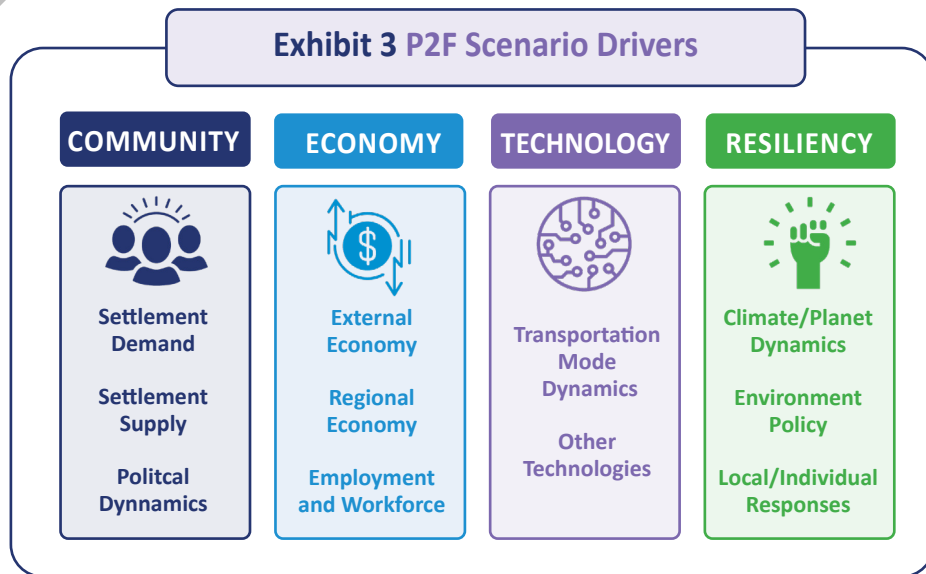 Exhibit 3 P2F Scenario Drivers
COMMUNITY
Settlement
Demand
Settlement
Supply
Politcal
Dynnamics
ECONOMY
$
External
Economy
Regional
Economy
Employment
and Workforce
TECHNOLOGY
Transportation
Mode
Dynamics
Other
Technologies
RESILIENCY
Climate/Planet
Dynamics
Environment
Policy
Local/Individual
Responses